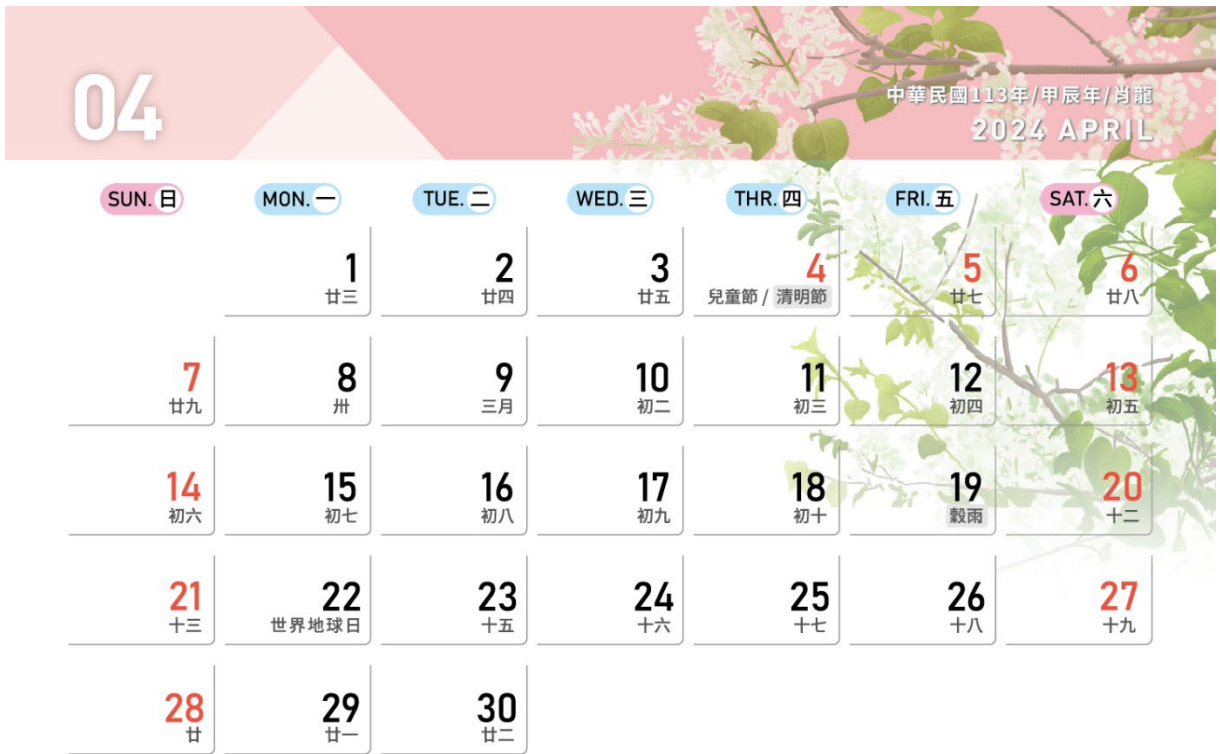 04
中華民國113年/甲辰年/肖龍
2024 APRIL
SUN. 日 MON. 一 TUE. 二 WED. 三 THR. 四 FRI. 五 SAT. 六
1 2 3 4 5 6
廿三 廿四 廿五 兒童節 / 清明節 廿七 廿八
7 8 9 10 11 12 13
廿九 卅 三月 初二 初三 初四 初五
14 15 16 17 18 19 20
初六 初七 初八 初九 初十 穀雨 十二
21 22 23 24 25 26 27
十三 世界地球日 十五 十六 十七 十八 十九
28 29 30
廿 廿一 廿二